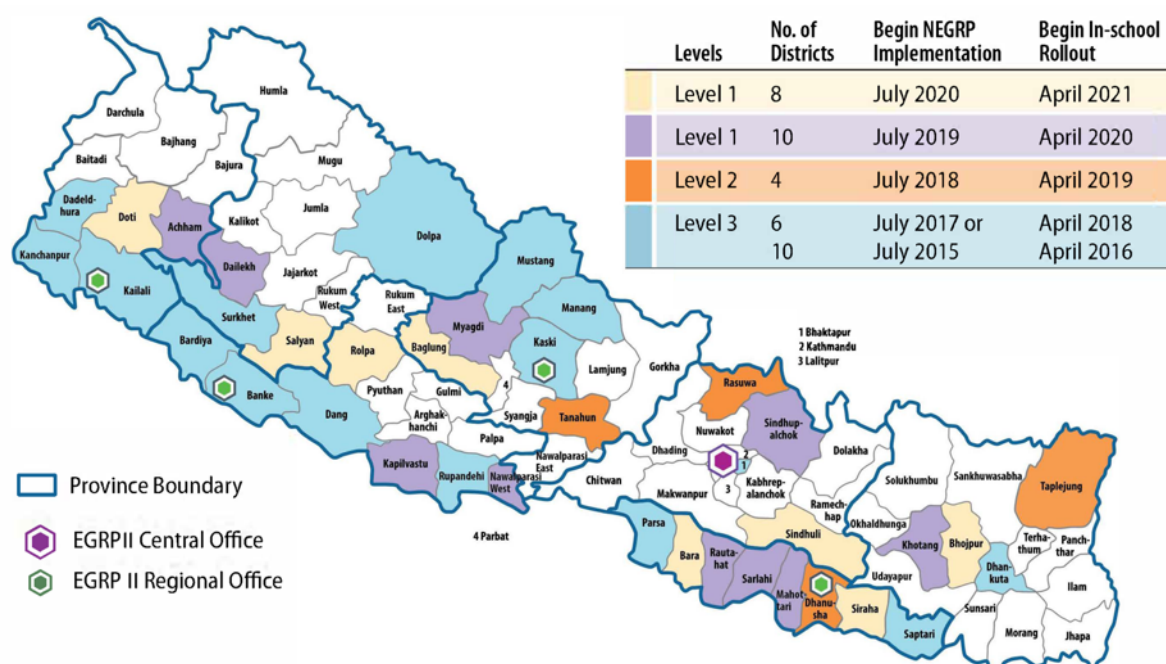 Levels No. of Districts Begin NEGRP Implementation Begin In-school Rollout
Level 1 8 July 2020 April 2021
Level 1 10 July 2019 April 2020
Level 2 4 July 2018 April 2019
Level 3 6 July 2017 or April 2018
10 July 2015 April 2016
Humla
Darchula
Bajhang
Baitadi
Bajura
Mugu
Dadeld-
hura
Doti
Achham
Kalikot
Jumla
Dolpa
Kanchanpur
Kailali
Dailekh
Jajarkot
Mustang
Rukum
West
Rukum
East
Surkhet
Manang
Myagdi
Bardiya
Salyan
Rolpa
Baglung
Kaski
1 Bhaktapur
2 Kathmandu
3 Lalitpur
Banke
Dang
Pyuthan
Gulmi
4
Lamjung
Gorkha
Rasuwa
Argha-
khanchi
Syangja
Tanahun
Nuwakot
Sindhup-
alchok
Palpa
Dhading
Dolakha
Kapilvastu
Rupandehi
Nawalparasi
West
Nawalparasi
East
Chitwan
2
1
3
Makwanpur
Kabhrep-
alanchok
Ramech-
hap
Solukhumbu
Sankhuwasabha
Taplejung
Okhaldhunga
Parsa
Bara
Rauta-
hat
Sarlahi
Mahot-
tari
Dhanu-
sha
Sindhuli
Siraha
Saptari
Khotang
Bhojpur
Udayapur
Dhan-
kuta
Terha-
thum
Panch-
thar
Ilam
Sunsari
Morang
Jhapa
4 Parbat
Province Boundary
EGRPII Central Office
EGRP II Regional Office